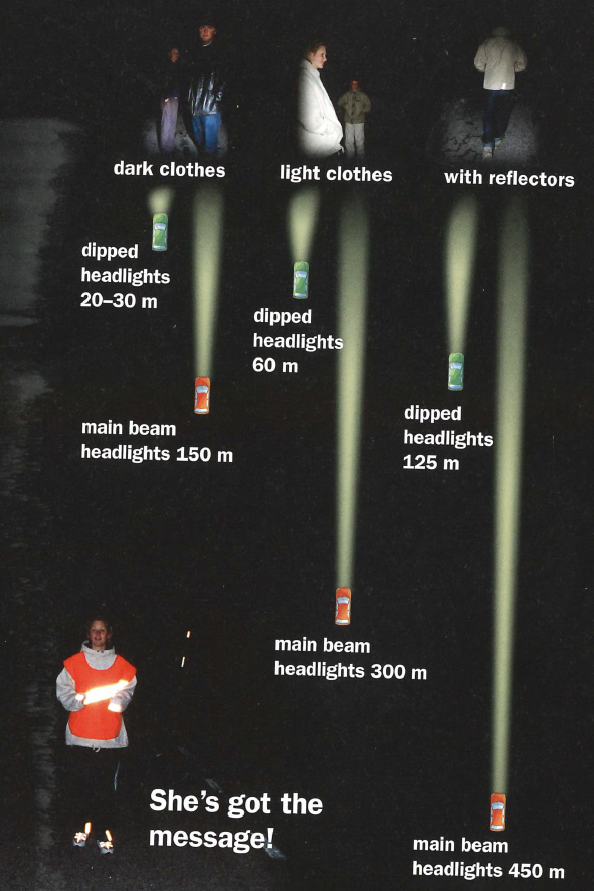 dark clothes
light clothes
with reflectors
dipped
headlights
20–30 m
dipped
headlights
60 m
main beam
headlights 150 m
dipped
headlights
125 m
main beam
headlights 300 m
She's got the
message!
main beam
headlights 450 m